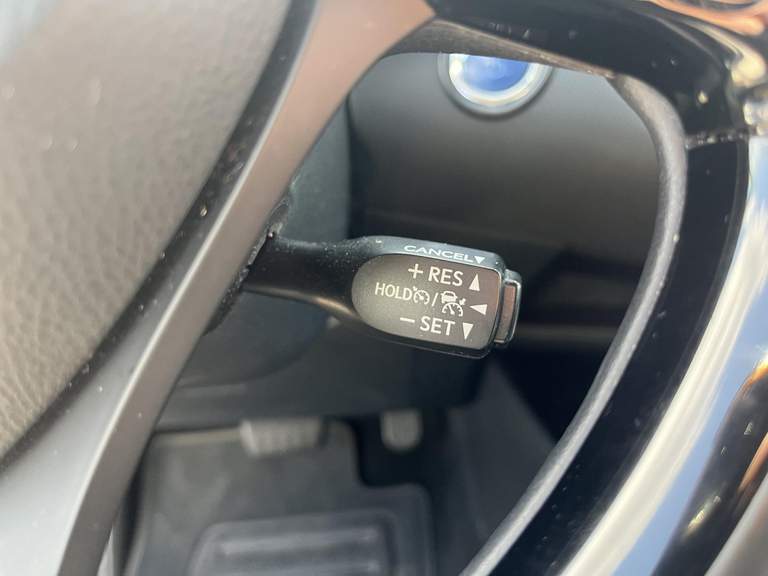 CANCEL▼
+ RES ▲
HOLD / ◀
− SET ▼